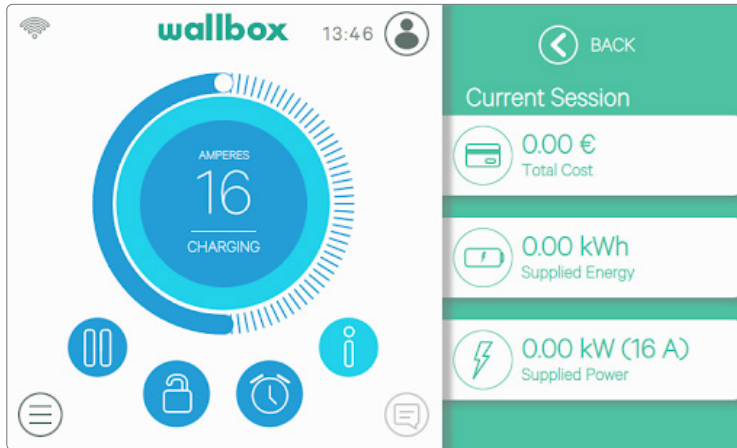 wallbox
13:46
AMPERES
16
CHARGING
BACK
Current Session
0.00 €
Total Cost
0.00 kWh
Supplied Energy
0.00 kW (16 A)
Supplied Power